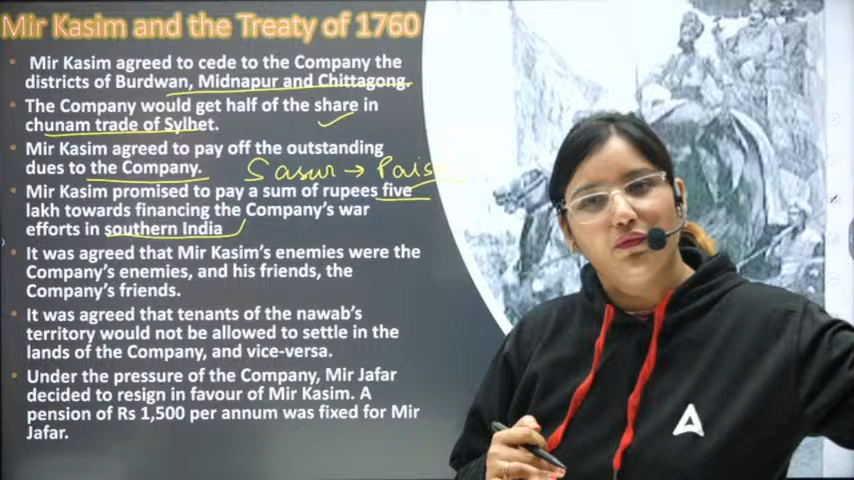 Mir Kasim and the Treaty of 1760
• Mir Kasim agreed to cede to the Company the
districts of Burdwan, Midnapur and Chittagong.
• The Company would get half of the share in
chunam trade of Sylhet.
• Mir Kasim agreed to pay off the outstanding
dues to the Company.
Sasur → Pais
• Mir Kasim promised to pay a sum of rupees five
lakh towards financing the Company's war
efforts in southern India
• It was agreed that Mir Kasim's enemies were the
Company's enemies, and his friends, the
Company's friends.
• It was agreed that tenants of the nawab's
territory would not be allowed to settle in the
lands of the Company, and vice-versa.
• Under the pressure of the Company, Mir Jafar
decided to resign in favour of Mir Kasim. A
pension of Rs 1,500 per annum was fixed for Mir
Jafar.